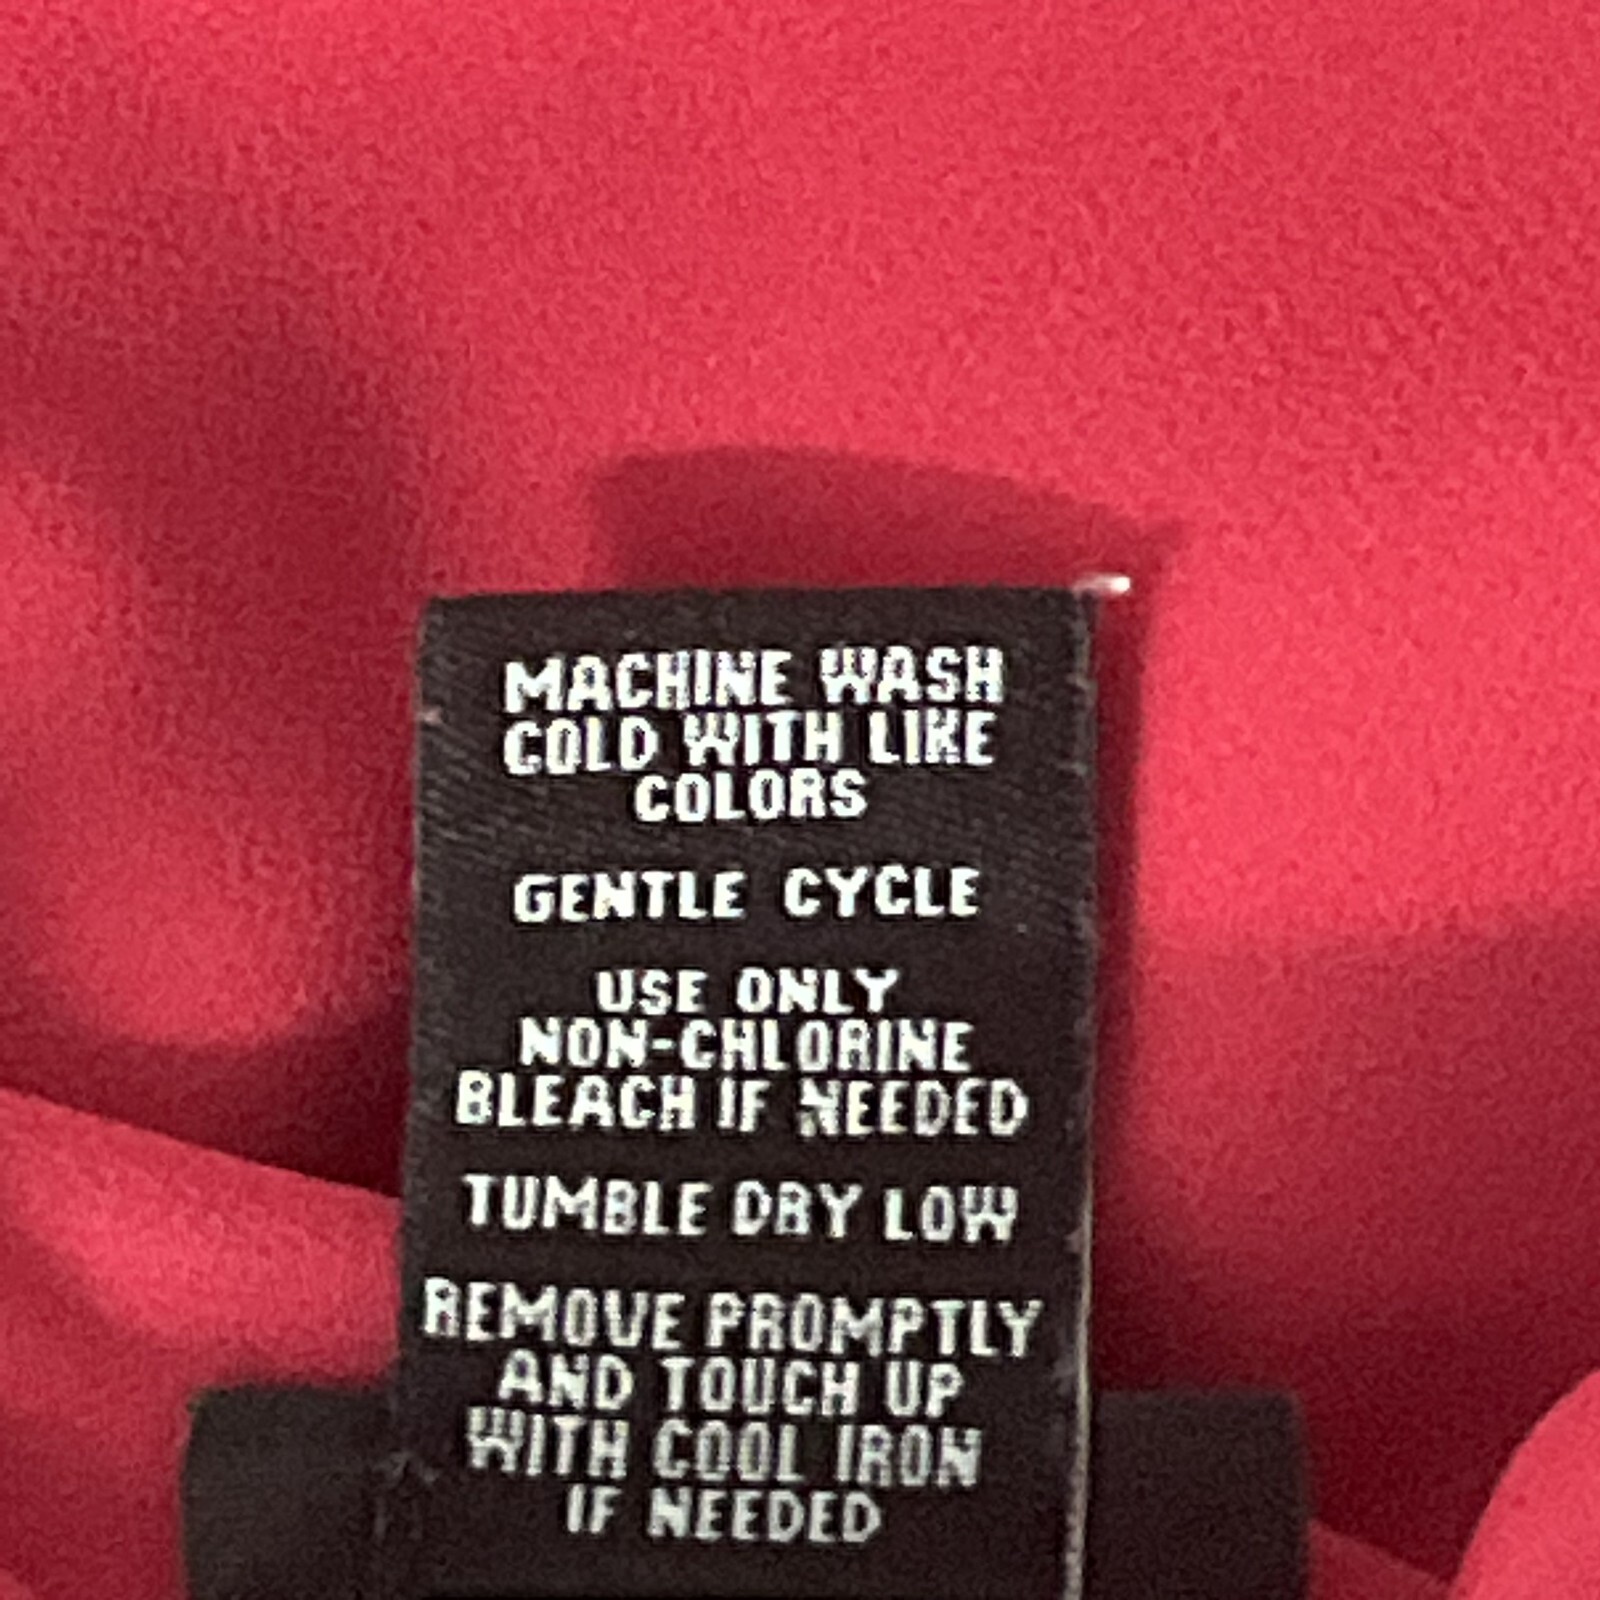 MACHINE WASH
COLD WITH LIKE
COLORS
GENTLE CYCLE
USE ONLY
NON-CHLORINE
BLEACH IF NEEDED
TUMBLE DRY LOW
REMOVE PROMPTLY
AND TOUCH UP
WITH COOL IRON
IF NEEDED